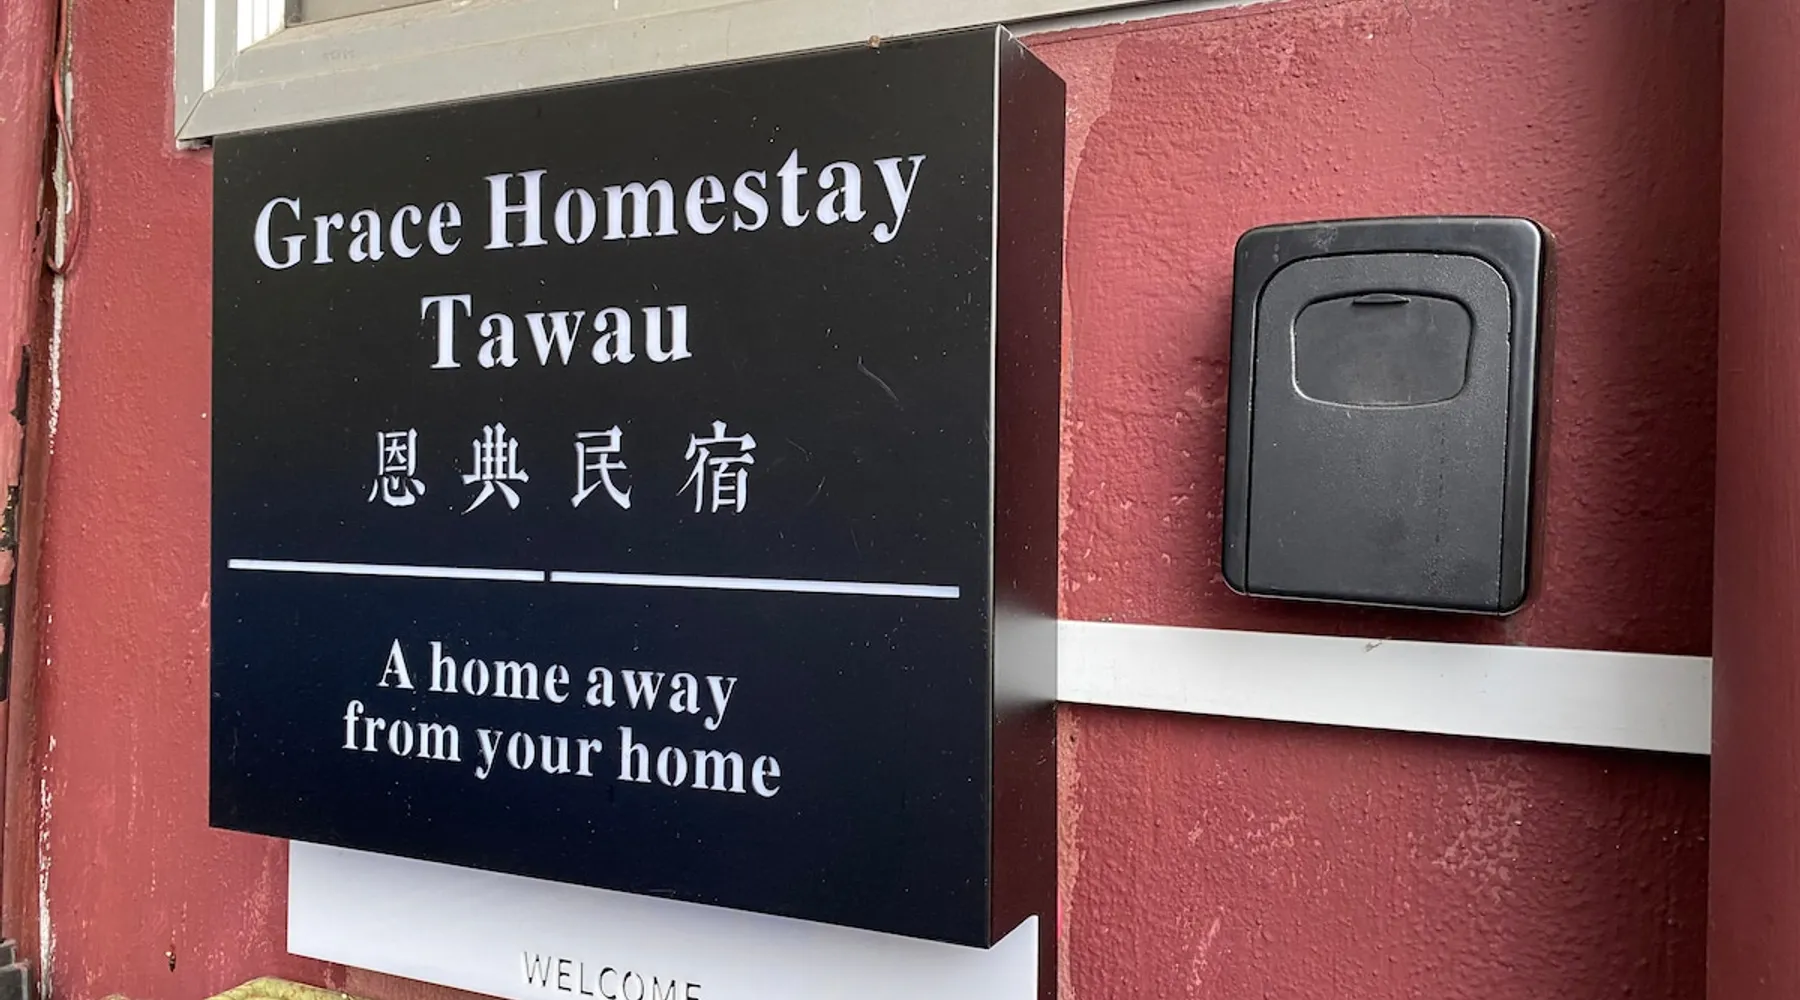 Grace Homestay
Tawau
恩典民宿
A home away
from your home
WELCOME